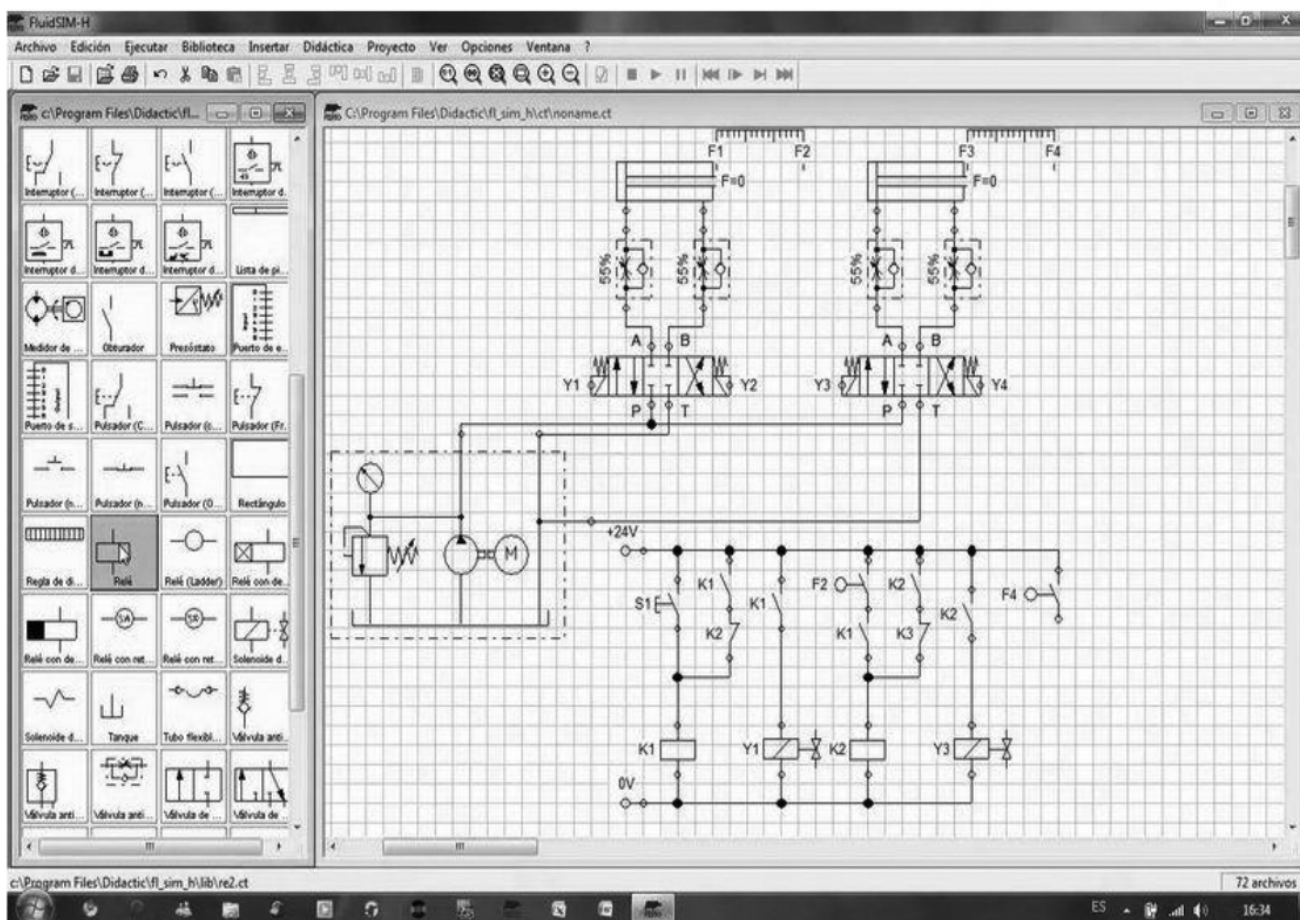 FluidSIM-H
Archivo Edición Ejecutar Biblioteca Insertar Didáctica Proyecto Ver Opciones Ventana ?
c:\Program Files\Didactic\fl...
C:\Program Files\Didactic\fl_sim_h\ct\noname.ct
Interruptor (... Interruptor (... Interruptor (... Interruptor d...
Interruptor d... Interruptor d... Interruptor d... Lista de pi...
Medidor de ... Obturador Presóstato Puerto de e...
Output
Puerto de s... Pulsador (C... Pulsador (c... Pulsador (Fr...
Pulsador (n... Pulsador (n... Pulsador (O... Rectángulo
Regla de di... Relé Relé (Ladder) Relé con de...
Relé con de... Relé con ret... Relé con ret... Solenoide d...
Solenoide d... Tanque Tubo flexibl... Válvula anti...
Válvula anti... Válvula anti... Válvula de ... Válvula de ...
F1 F2 F3 F4
F=0 F=0
55% 55% 55% 55%
A B A B
Y1 Y2 Y3 Y4
P T P T
M
+24V
S1 K1 K1 F2 K2 K2 F4
K2 K1 K3
K1 Y1 K2 Y3
0V
c:\Program Files\Didactic\fl_sim_h\lib\re2.ct 72 archivos
ES 16:34